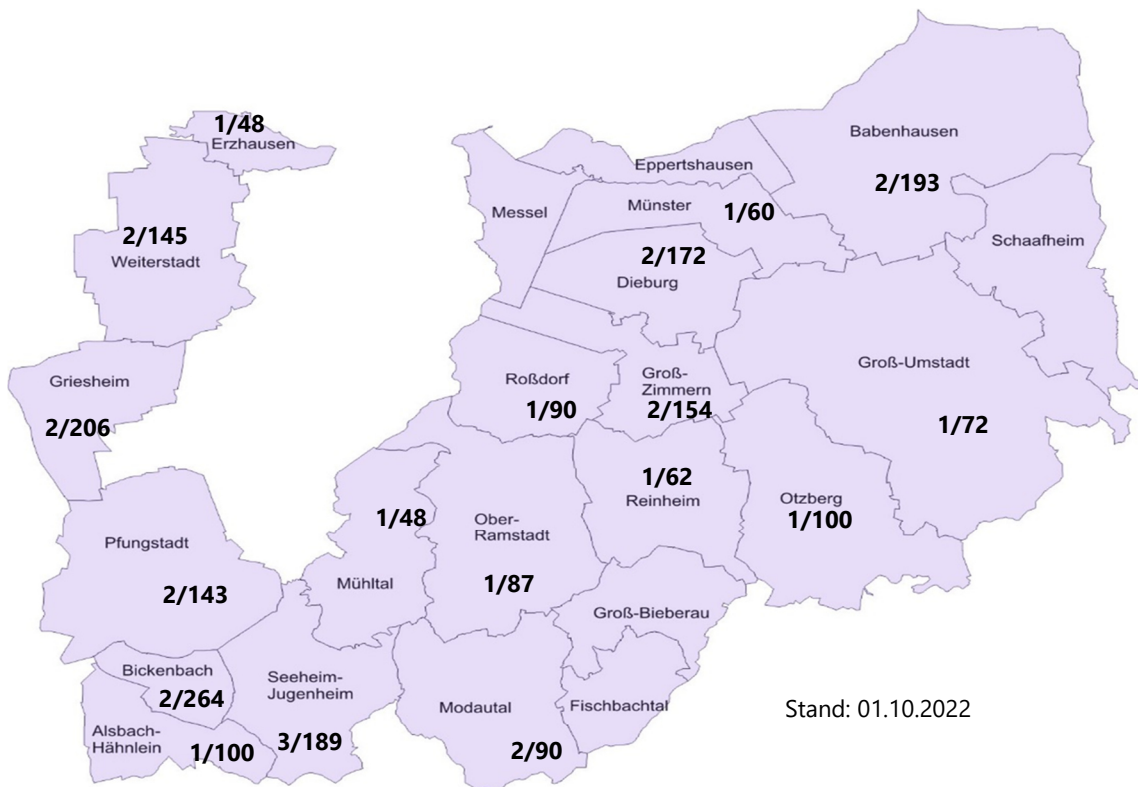 1/48
Erzhausen
Babenhausen
Eppertshausen
2/193
Messel
Münster
1/60
2/145
Weiterstadt
Schaafheim
2/172
Dieburg
Griesheim
2/206
Roßdorf
1/90
Groß-
Zimmern
2/154
Groß-Umstadt
1/72
1/62
Reinheim
Otzberg
1/100
1/48
Mühltal
Ober-
Ramstadt
1/87
Pfungstadt
2/143
Groß-Bieberau
Bickenbach
2/264
Seeheim-
Jugenheim
3/189
Modautal
2/90
Fischbachtal
Alsbach-
Hähnlein
1/100
Stand: 01.10.2022